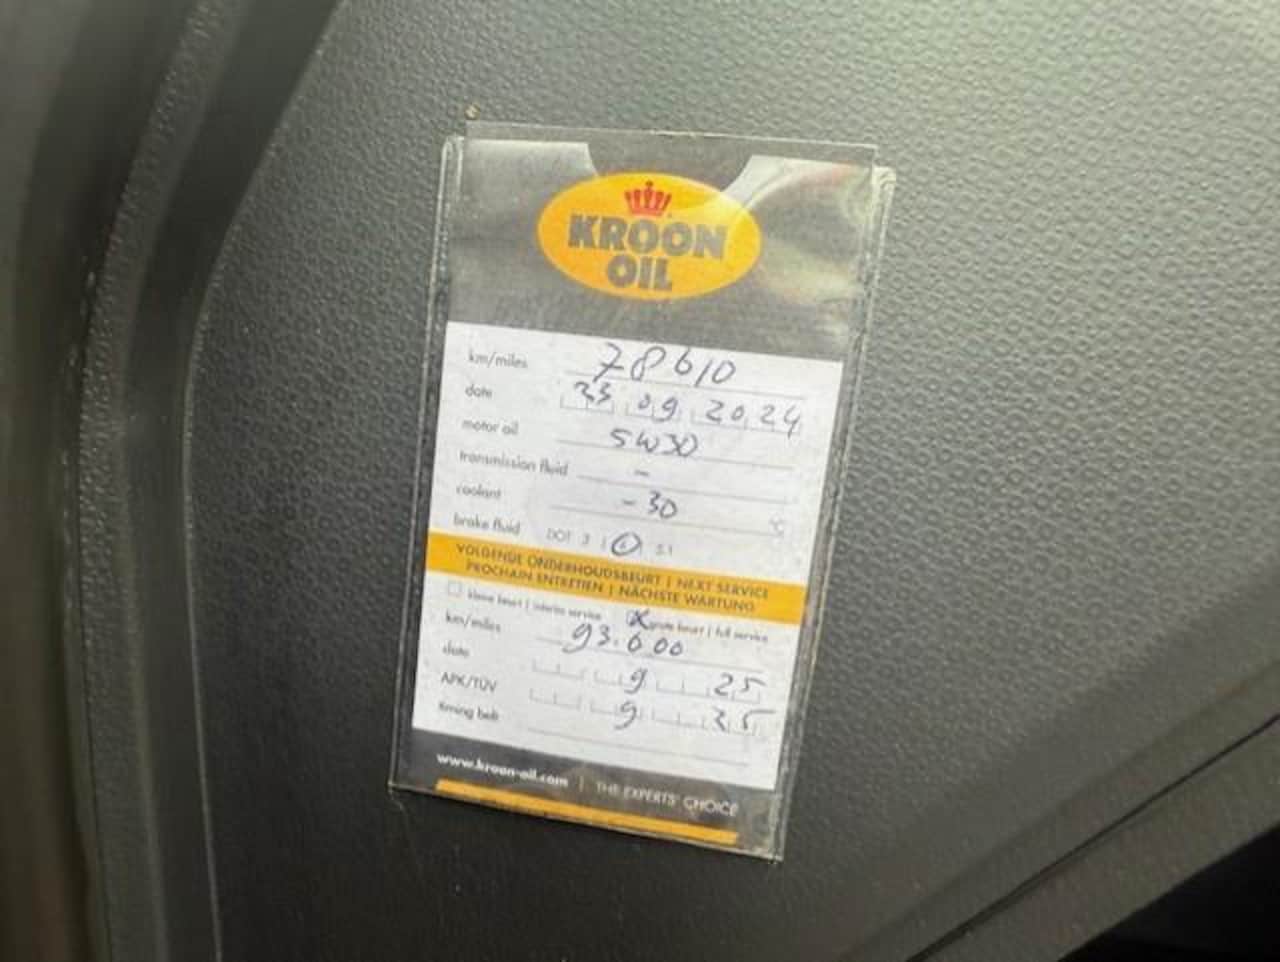 KROON
OIL
km/miles 78610
date 23 09 2024
motor oil 5W30
transmission fluid -
coolant -30 °C
brake fluid DOT 3 | 4 | 5.1
VOLGENDE ONDERHOUDSBEURT | NEXT SERVICE
PROCHAIN ENTRETIEN | NÄCHSTE WARTUNG
kleine beurt | interim service X grote beurt | full service
km/miles 93.600
date 9 25
APK/TÜV 9 25
timing belt
www.kroon-oil.com | THE EXPERTS' CHOICE